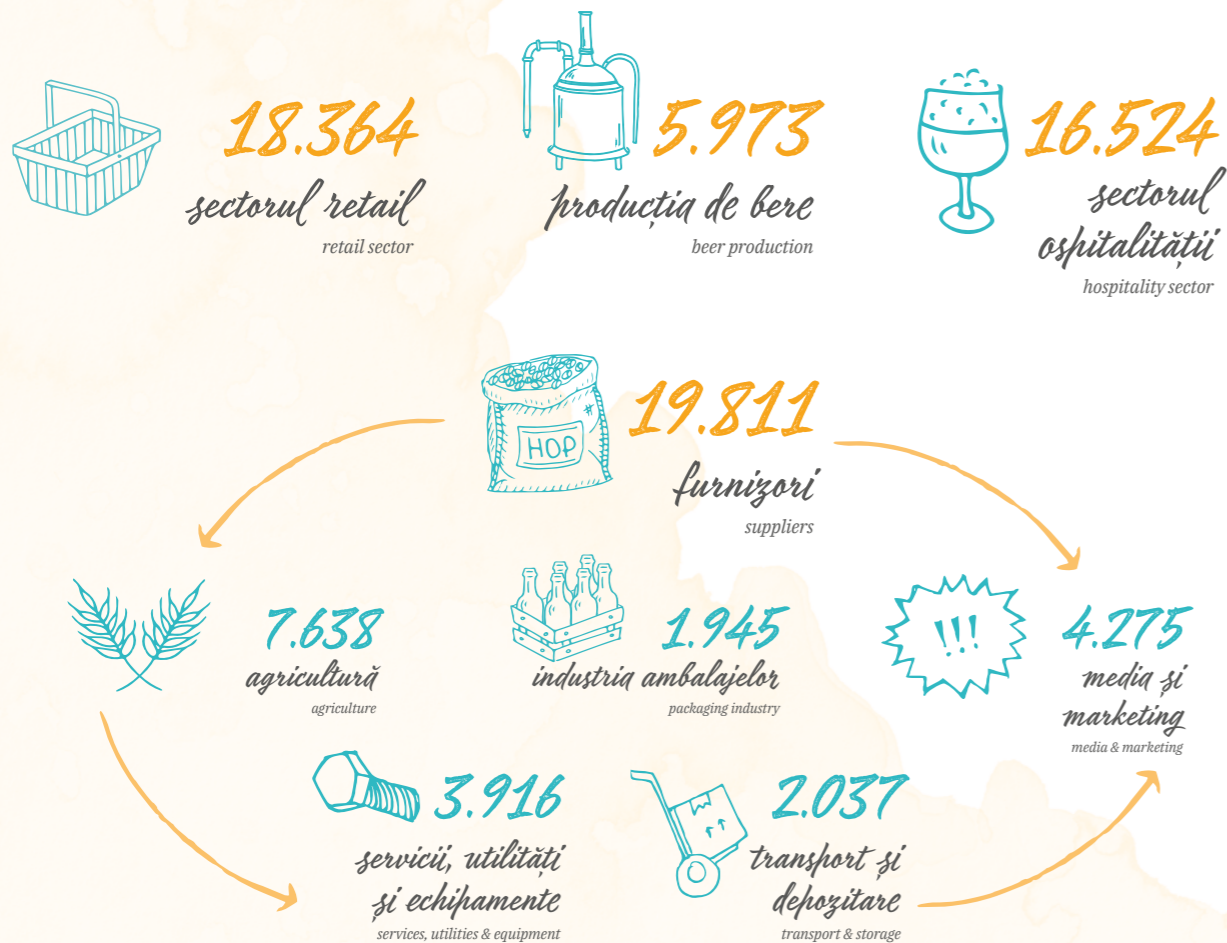 18.364
sectorul retail
retail sector
5.973
producția de bere
beer production
16.524
sectorul
ospitalității
hospitality sector
HOP
19.811
furnizori
suppliers
7.638
agricultură
agriculture
1.945
industria ambalajelor
packaging industry
!!!
4.275
media și
marketing
media & marketing
3.916
servicii, utilități
și echipamente
services, utilities & equipment
2.037
transport și
depozitare
transport & storage